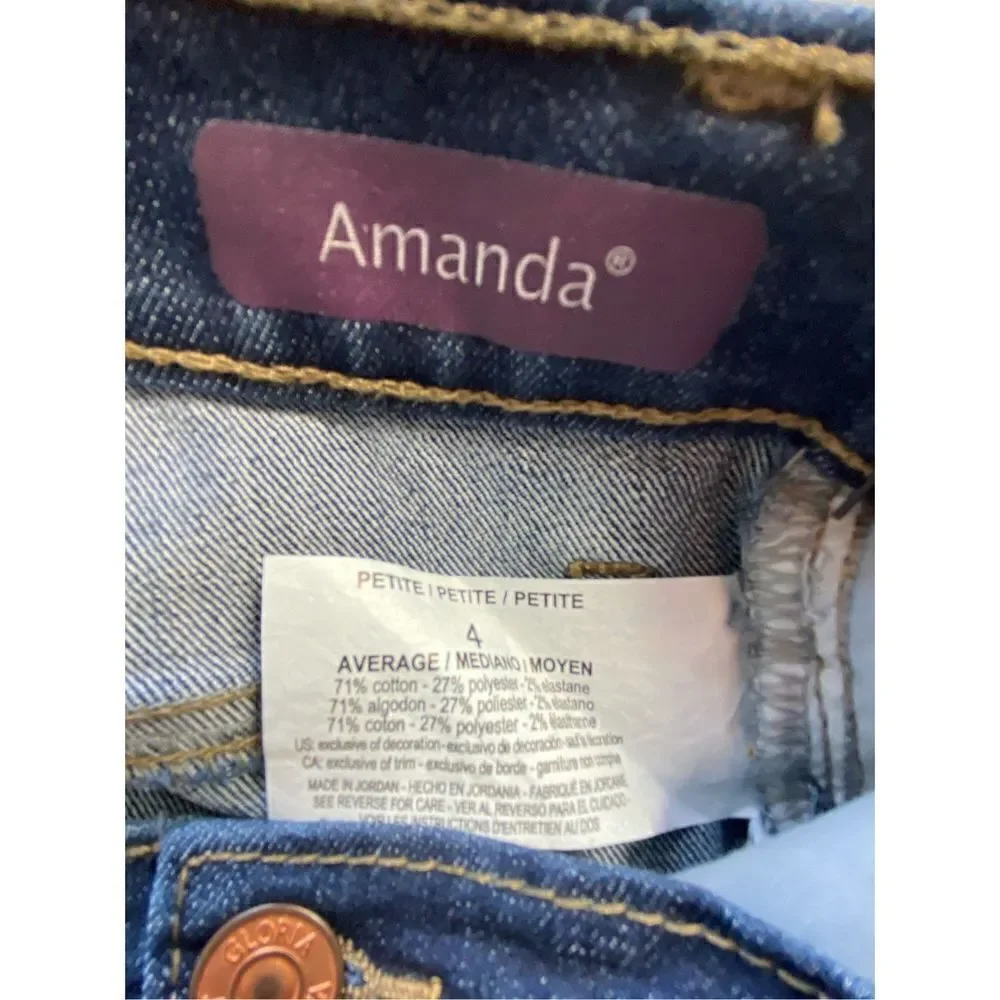 Amanda®
PETITE / PETITE / PETITE
4
AVERAGE / MEDIANO / MOYEN
71% cotton - 27% polyester - 2% elastane
71% algodon - 27% poliester - 2% elastano
71% coton - 27% polyester - 2% élasthanne
US: exclusive of decoration - exclusivo de decoración - sauf
CA: exclusive of trim - exclusivo de borde - garniture non
MADE IN JORDAN - HECHO EN JORDANIA - FABRIQUÉ EN JORDANIE
SEE REVERSE FOR CARE - VER AL REVERSO PARA EL CUIDADO -
VOIR LES INSTRUCTIONS D'ENTRETIEN AU DOS
GLORIA